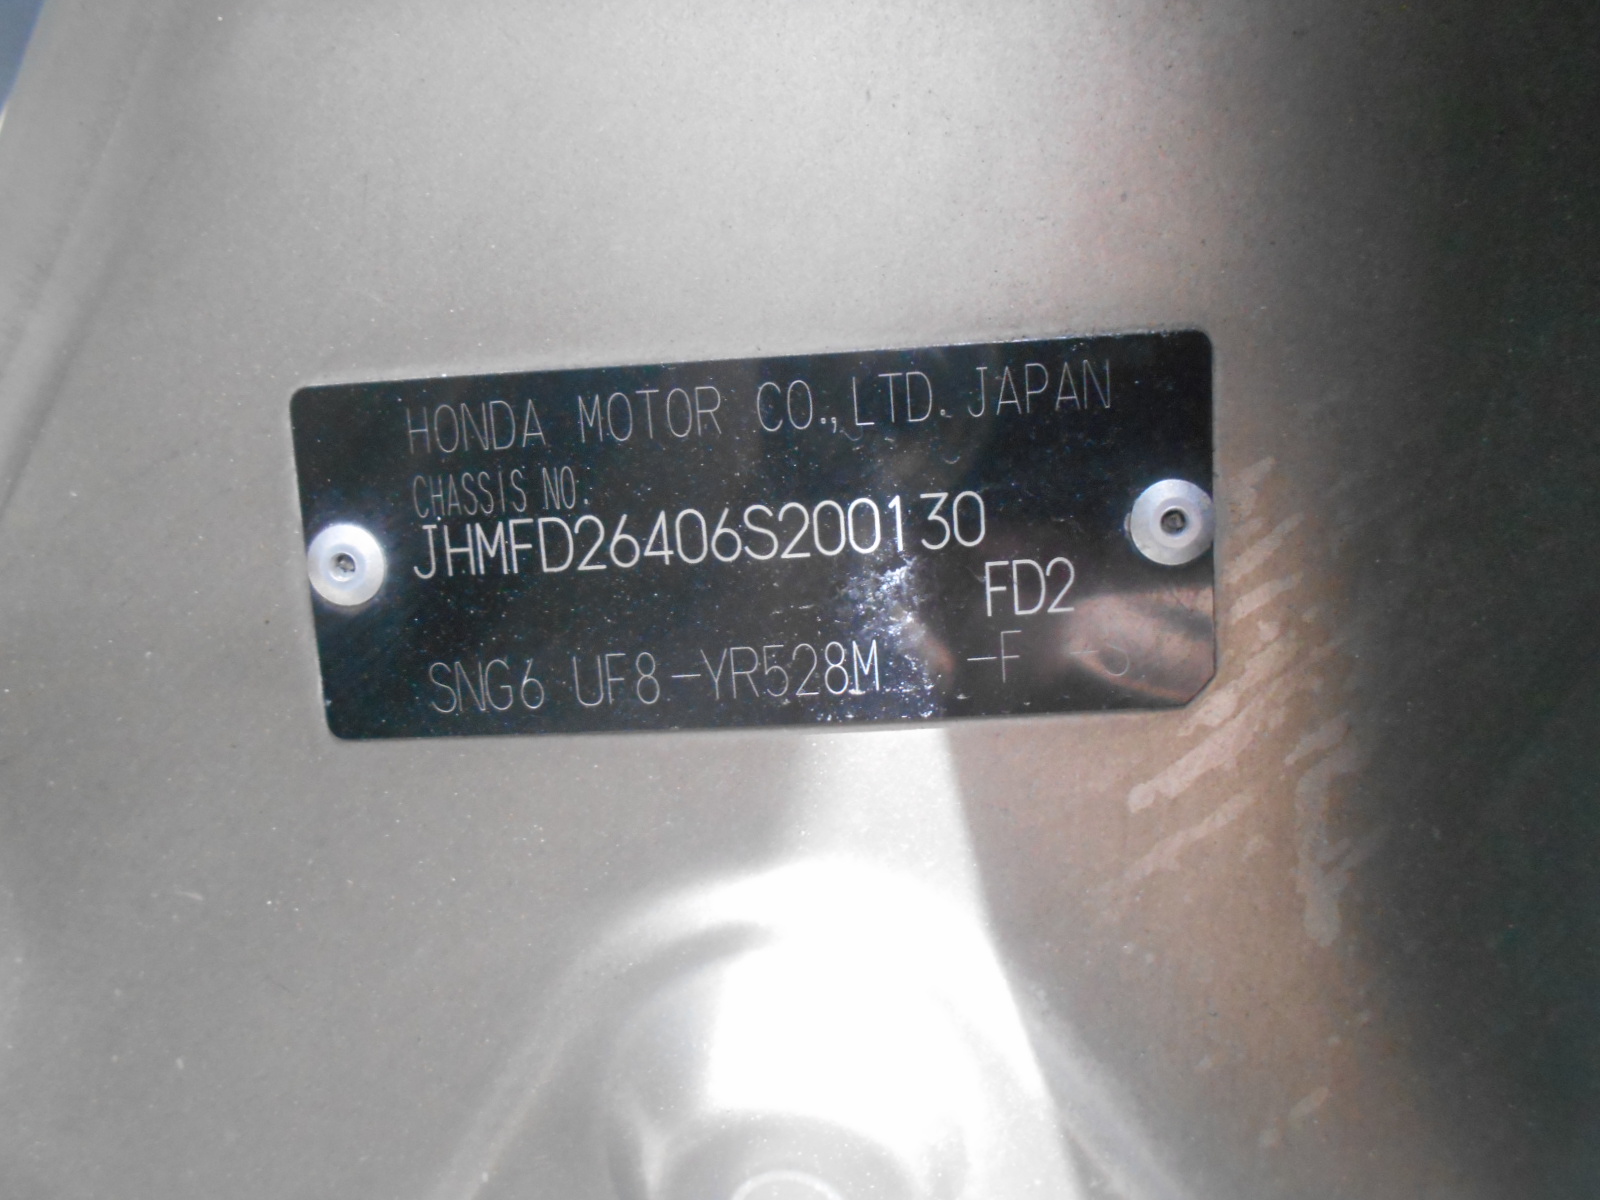 HONDA MOTOR CO.,LTD. JAPAN
CHASSIS NO.
JHMFD26406S200130
FD2
SNG6 UF8-YR528M -F -S